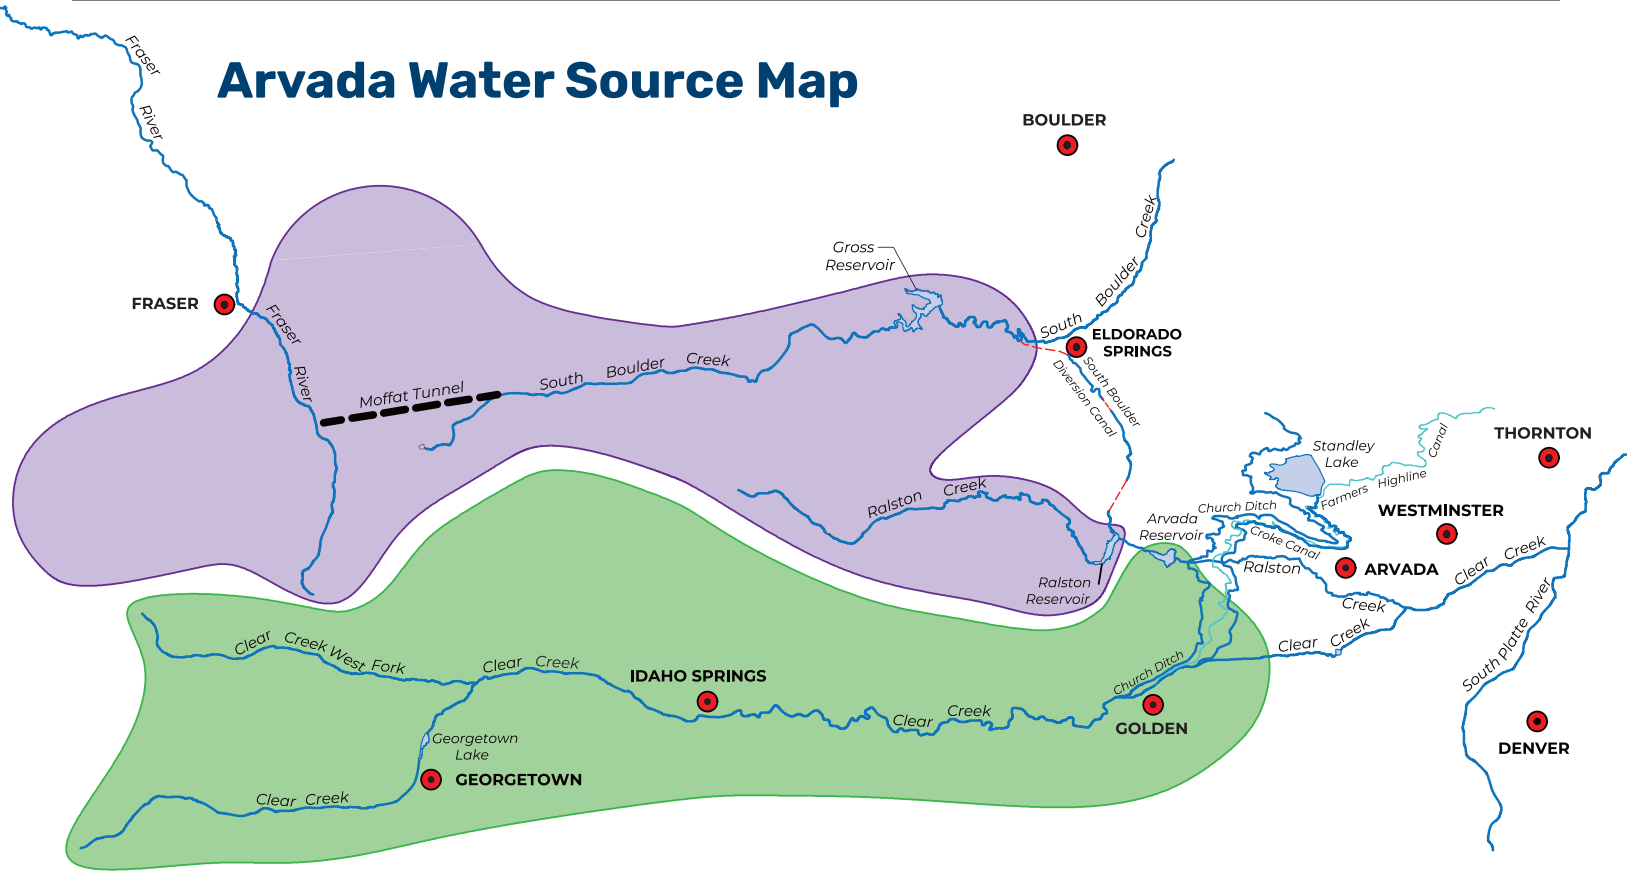 Arvada Water Source Map
Fraser
River
BOULDER
FRASER
Fraser
River
Gross
Reservoir
South Boulder Creek
ELDORADO
SPRINGS
Moffat Tunnel
South Boulder Creek
South Boulder
Diversion Canal
Ralston Creek
Ralston
Reservoir
Arvada
Reservoir
Standley
Lake
Farmers Highline Canal
THORNTON
WESTMINSTER
Church Ditch
Croke Canal
ARVADA
Ralston
Creek
Clear Creek
Clear Creek
South Platte River
DENVER
Clear Creek West Fork
Clear Creek
IDAHO SPRINGS
Clear Creek
Church Ditch
GOLDEN
Georgetown
Lake
GEORGETOWN
Clear Creek